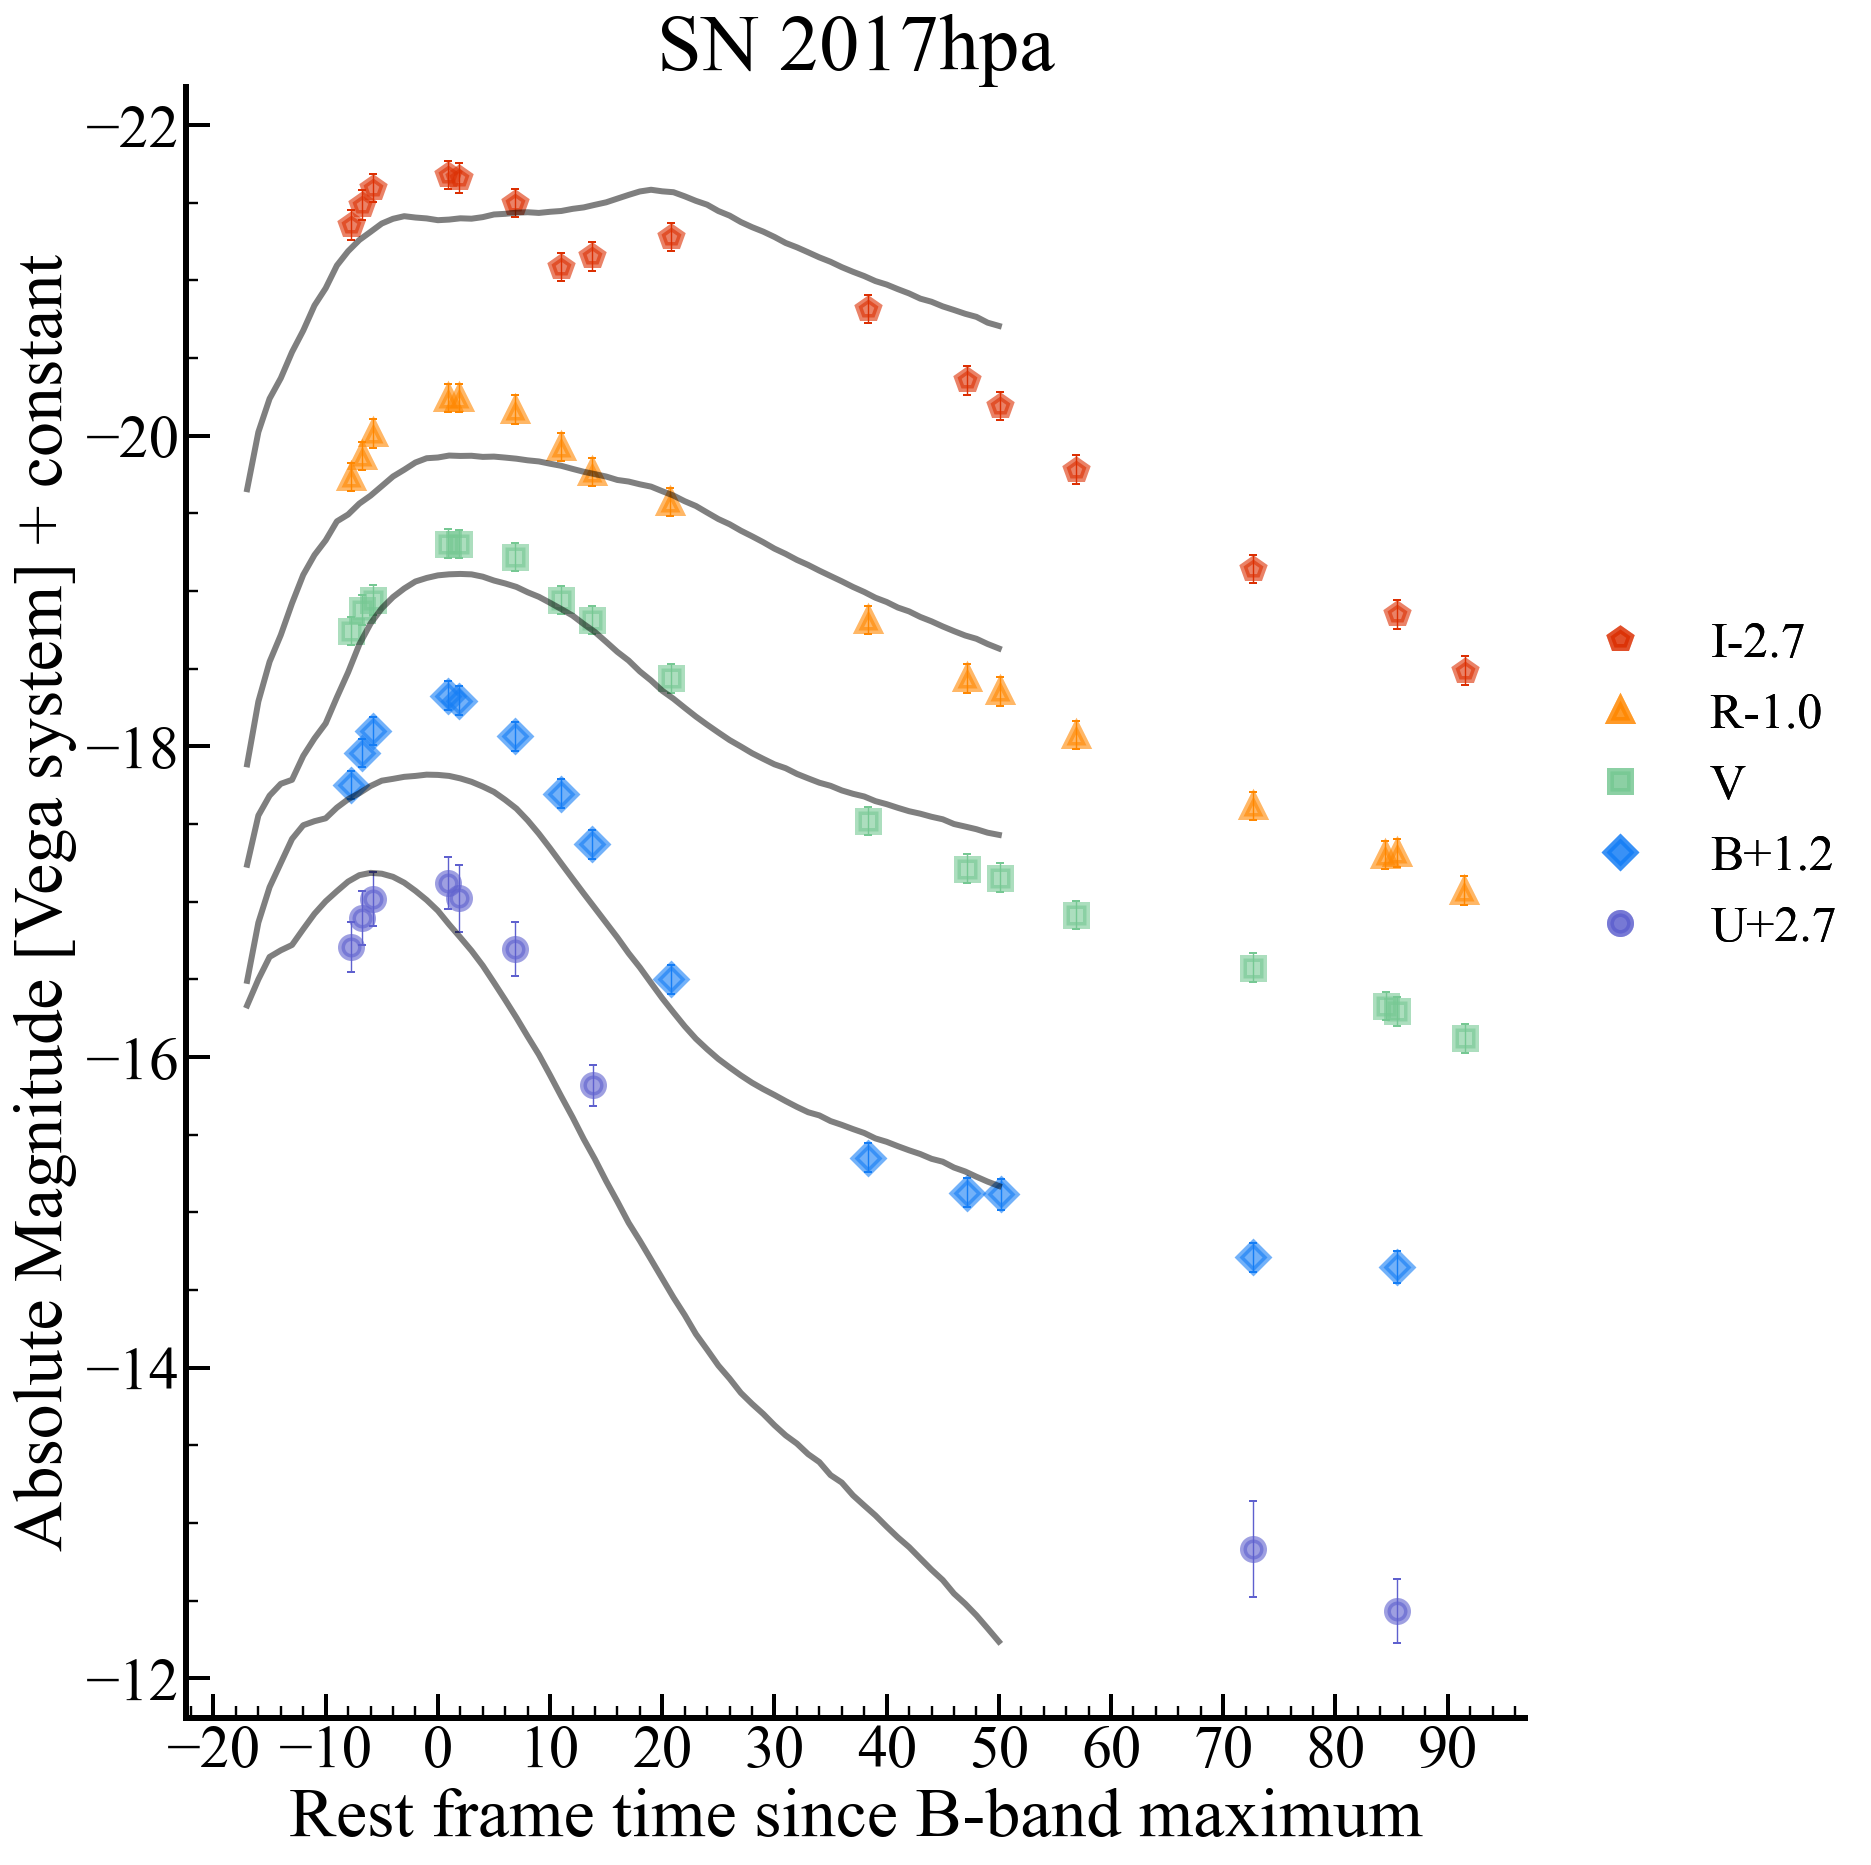 SN 2017hpa
Absolute Magnitude [Vega system] + constant
−22
−20
−18
−16
−14
−12
−20 −10 0 10 20 30 40 50 60 70 80 90
Rest frame time since B-band maximum
I-2.7
R-1.0
V
B+1.2
U+2.7